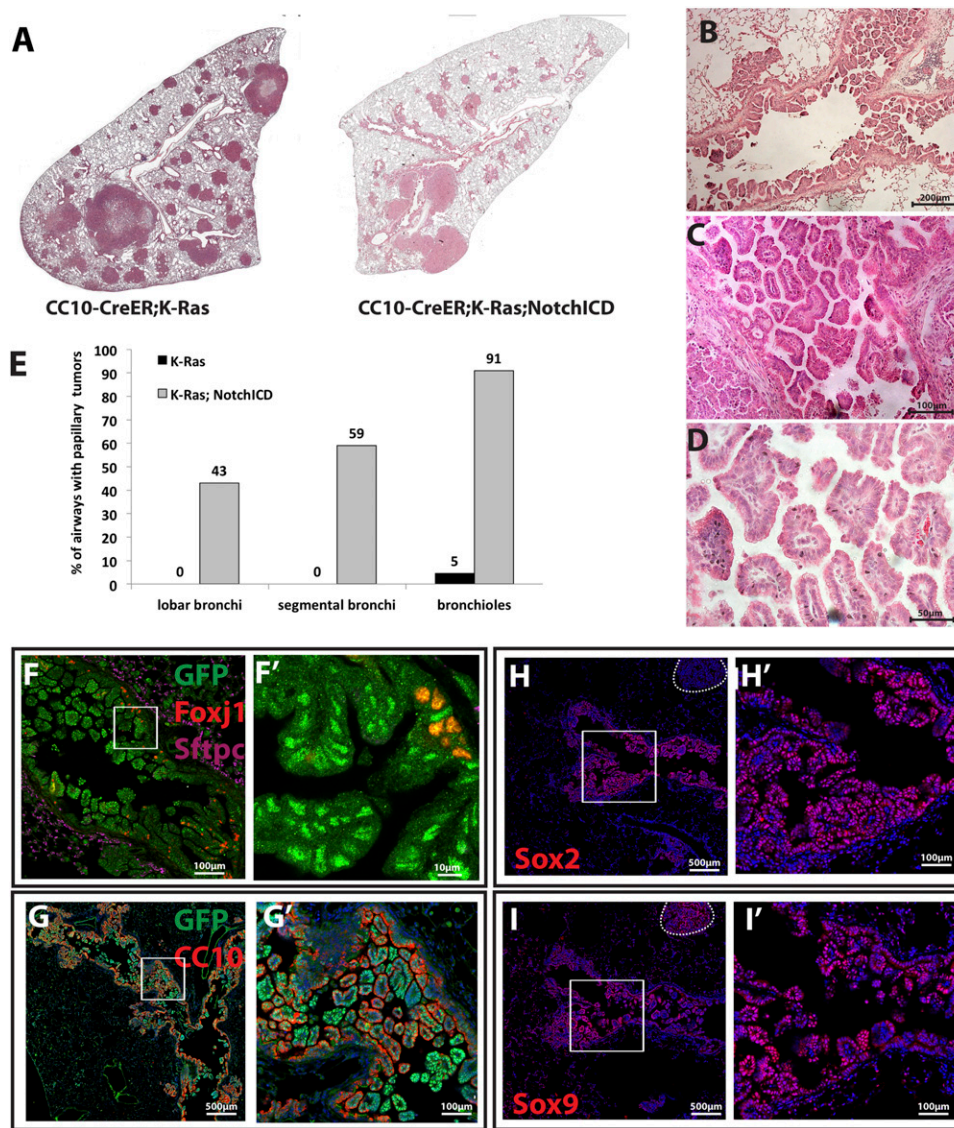 A
CC10-CreER;K-Ras
CC10-CreER;K-Ras;NotchICD
B
200µm
C
100µm
D
50µm
E
% of airways with papillary tumors
100
90
80
70
60
50
40
30
20
10
0
K-Ras
K-Ras; NotchICD
0
43
0
59
5
91
lobar bronchi
segmental bronchi
bronchioles
F
GFP
Foxj1
Sftpc
100µm
F'
10µm
G
GFP
CC10
500µm
G'
100µm
H
Sox2
500µm
H'
100µm
I
Sox9
500µm
I'
100µm